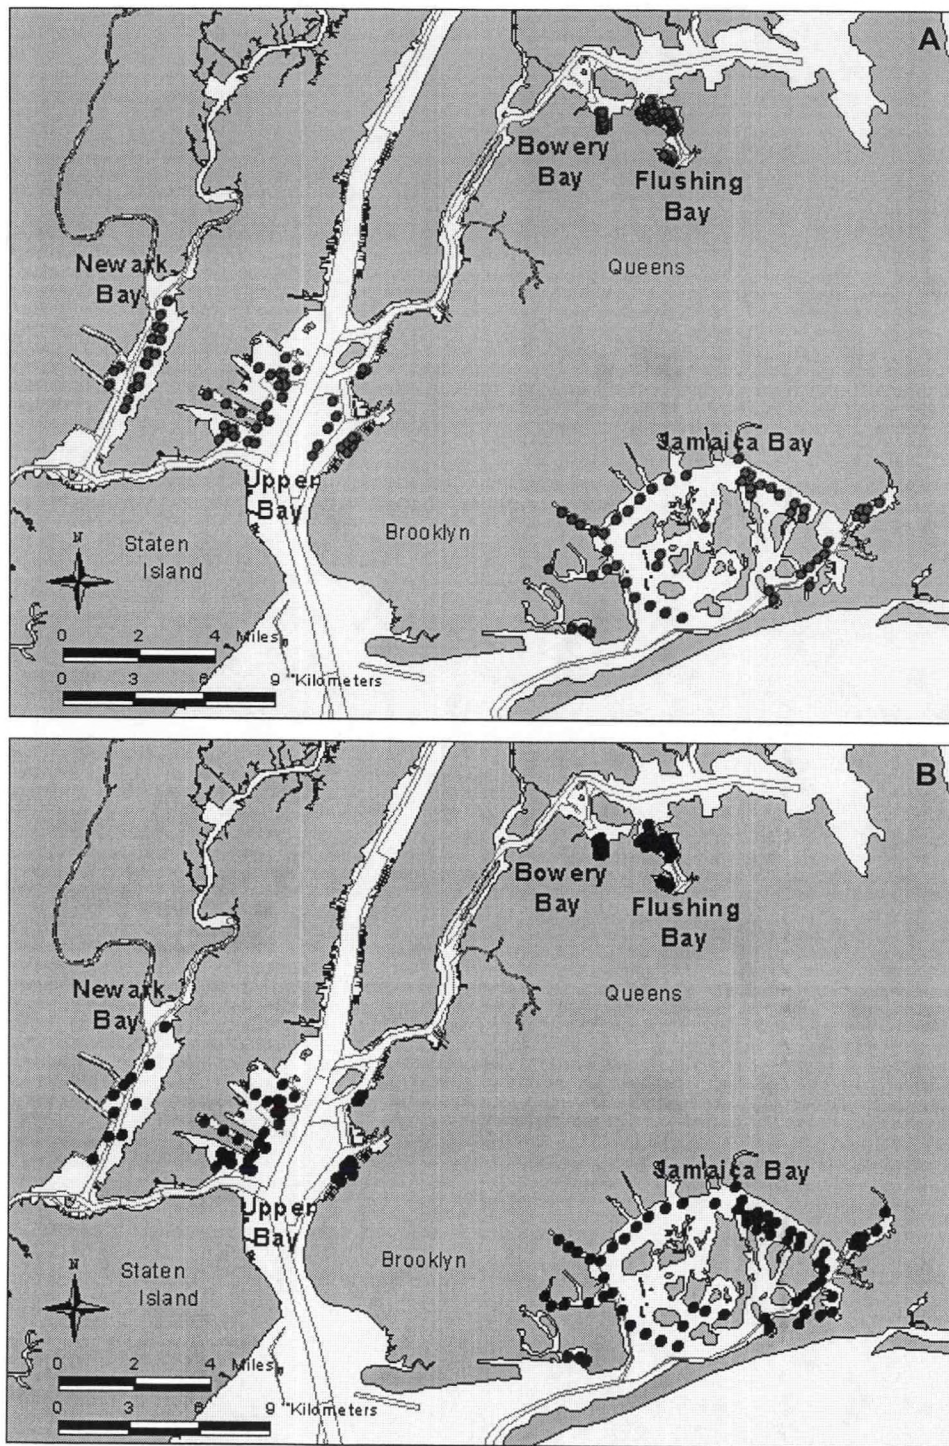 A
Bowery
Bay
Flushing
Bay
Newark
Bay
Queens
Jamaica Bay
Upper
Bay
Brooklyn
Staten
Island
N
0 2 4 Miles
0 3 6 9 Kilometers
B
Bowery
Bay
Flushing
Bay
Newark
Bay
Queens
Jamaica Bay
Upper
Bay
Brooklyn
Staten
Island
N
0 2 4 Miles
0 3 6 9 Kilometers